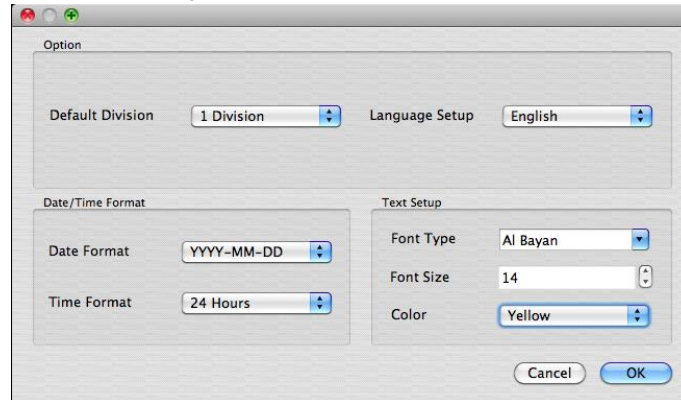 Option
Default Division 1 Division Language Setup English
Date/Time Format
Date Format YYYY-MM-DD
Time Format 24 Hours
Text Setup
Font Type Al Bayan
Font Size 14
Color Yellow
Cancel OK